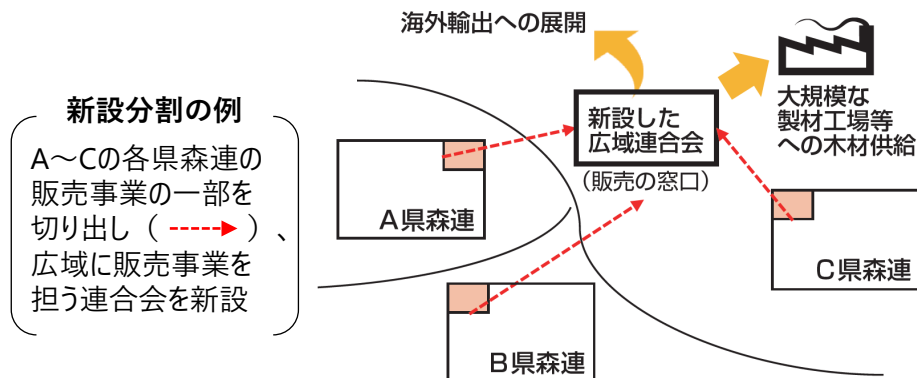 海外輸出への展開
新設分割の例
A～Cの各県森連の
販売事業の一部を
切り出し（ ）、
広域に販売事業を
担う連合会を新設
新設した
広域連合会
（販売の窓口）
大規模な
製材工場等
への木材供給
A県森連
B県森連
C県森連